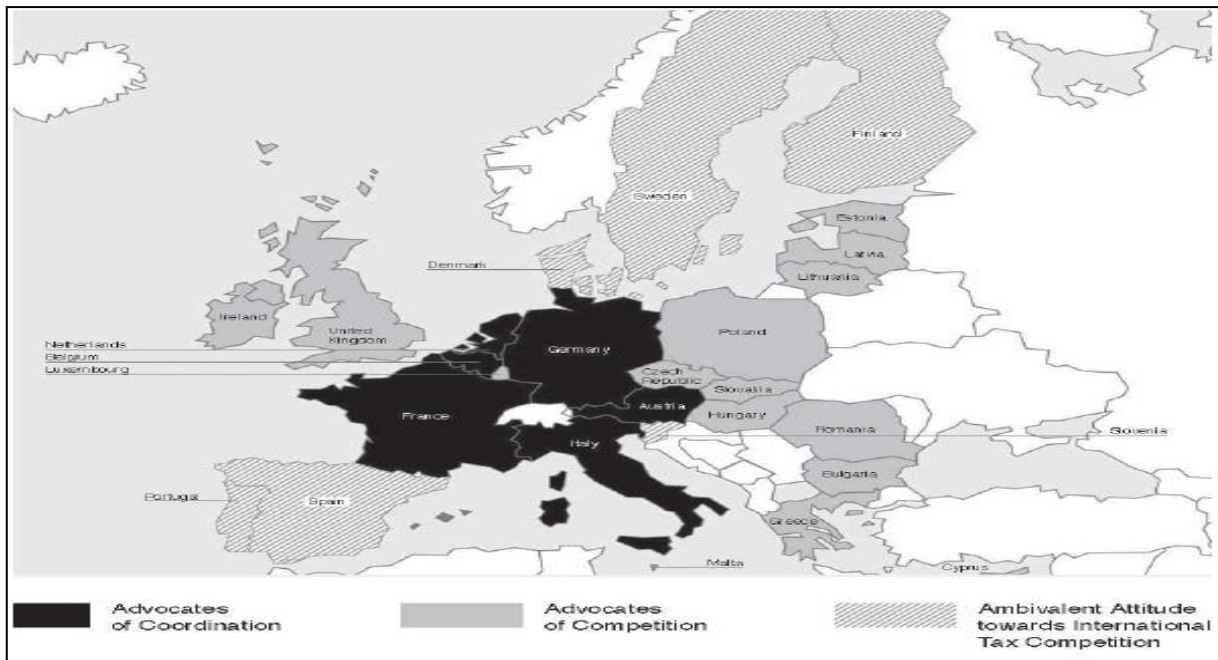 Finland
Sweden
Estonia
Latvia
Lithuania
Denmark
Ireland
United
Kingdom
Netherlands
Belgium
Luxembourg
Germany
Poland
Czech
Republic
Slovakia
Austria
Hungary
France
Italy
Romania
Slovenia
Bulgaria
Portugal
Spain
Greece
Malta
Cyprus
Advocates
of Coordination
Advocates
of Competition
Ambivalent Attitude
towards International
Tax Competition